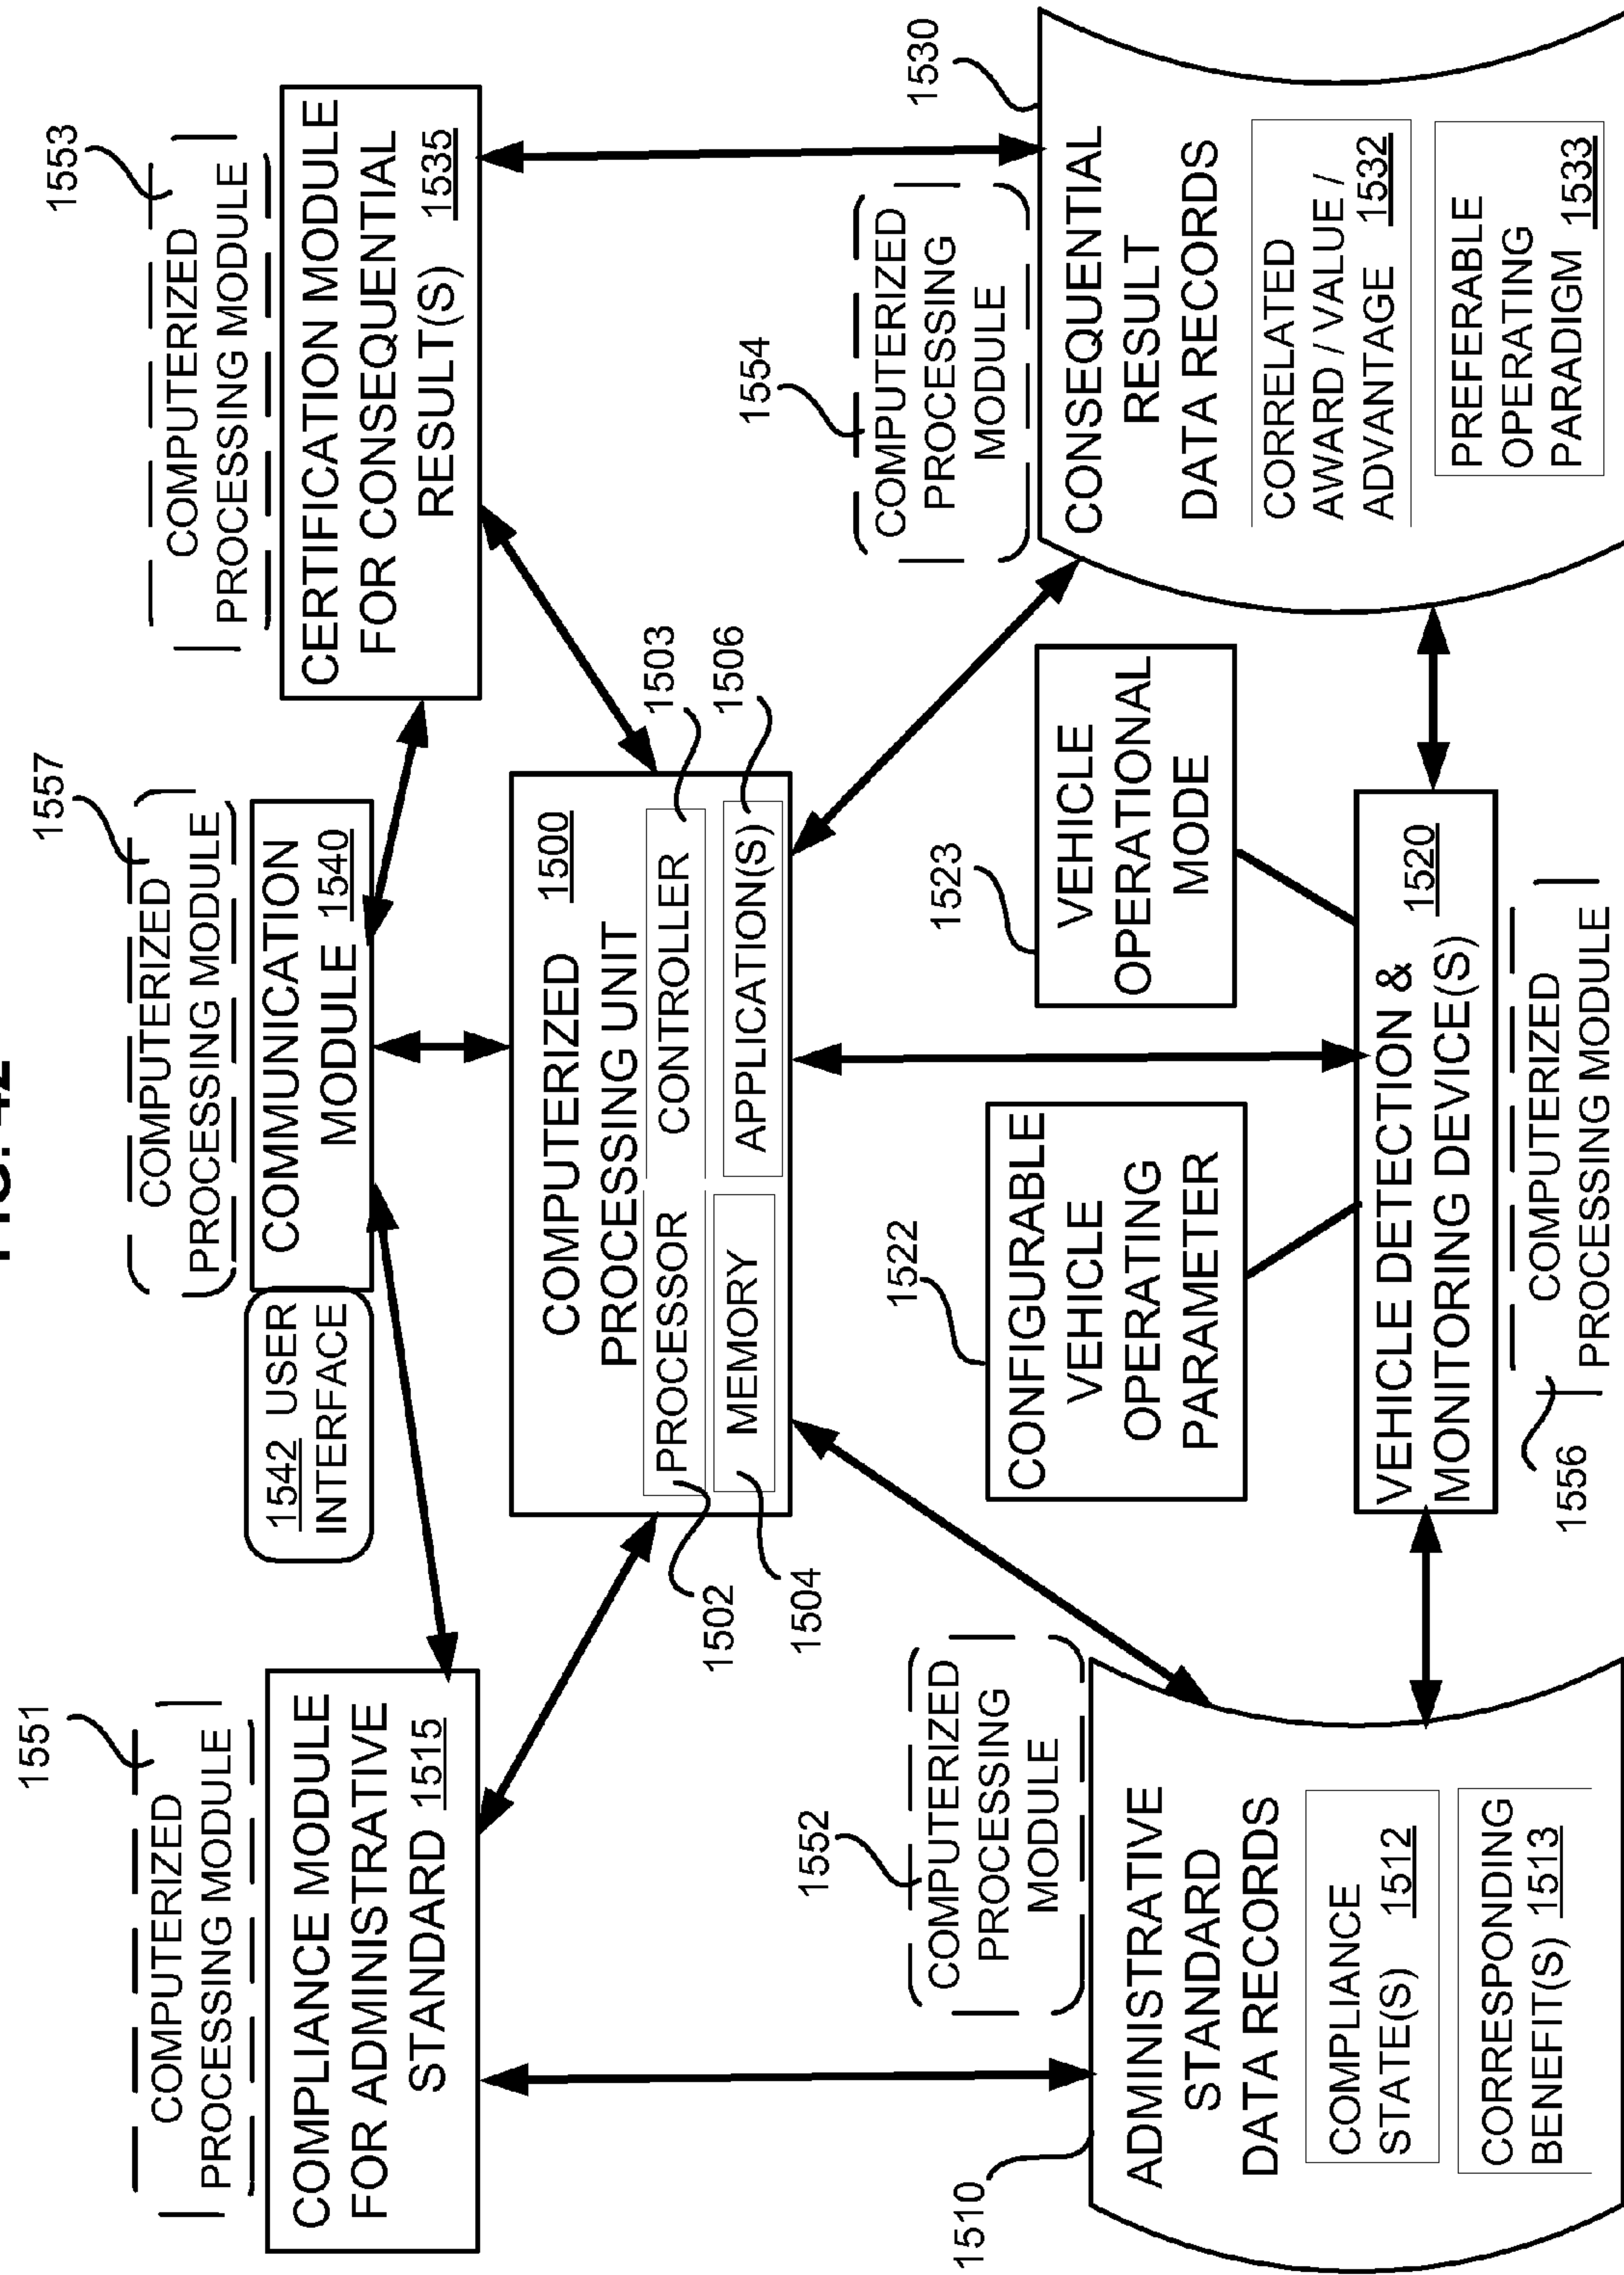 FIG. 42
1551
COMPUTERIZED
PROCESSING MODULE
COMPLIANCE MODULE
FOR ADMINISTRATIVE
STANDARD 1515
1557
COMPUTERIZED
PROCESSING MODULE
1542 USER
INTERFACE
COMMUNICATION
MODULE 1540
1553
COMPUTERIZED
PROCESSING MODULE
CERTIFICATION MODULE
FOR CONSEQUENTIAL
RESULT(S) 1535
COMPUTERIZED 1500
PROCESSING UNIT
PROCESSOR CONTROLLER
MEMORY APPLICATION(S)
1502
1504
1503
1506
1552
COMPUTERIZED
PROCESSING
MODULE
1510
ADMINISTRATIVE
STANDARD
DATA RECORDS
COMPLIANCE
STATE(S) 1512
CORRESPONDING
BENEFIT(S) 1513
1522
CONFIGURABLE
VEHICLE
OPERATING
PARAMETER
1523
VEHICLE
OPERATIONAL
MODE
VEHICLE DETECTION &
MONITORING DEVICE(S) 1520
1556
COMPUTERIZED
PROCESSING MODULE
1554
COMPUTERIZED
PROCESSING
MODULE
1530
CONSEQUENTIAL
RESULT
DATA RECORDS
CORRELATED
AWARD / VALUE /
ADVANTAGE 1532
PREFERABLE
OPERATING
PARADIGM 1533